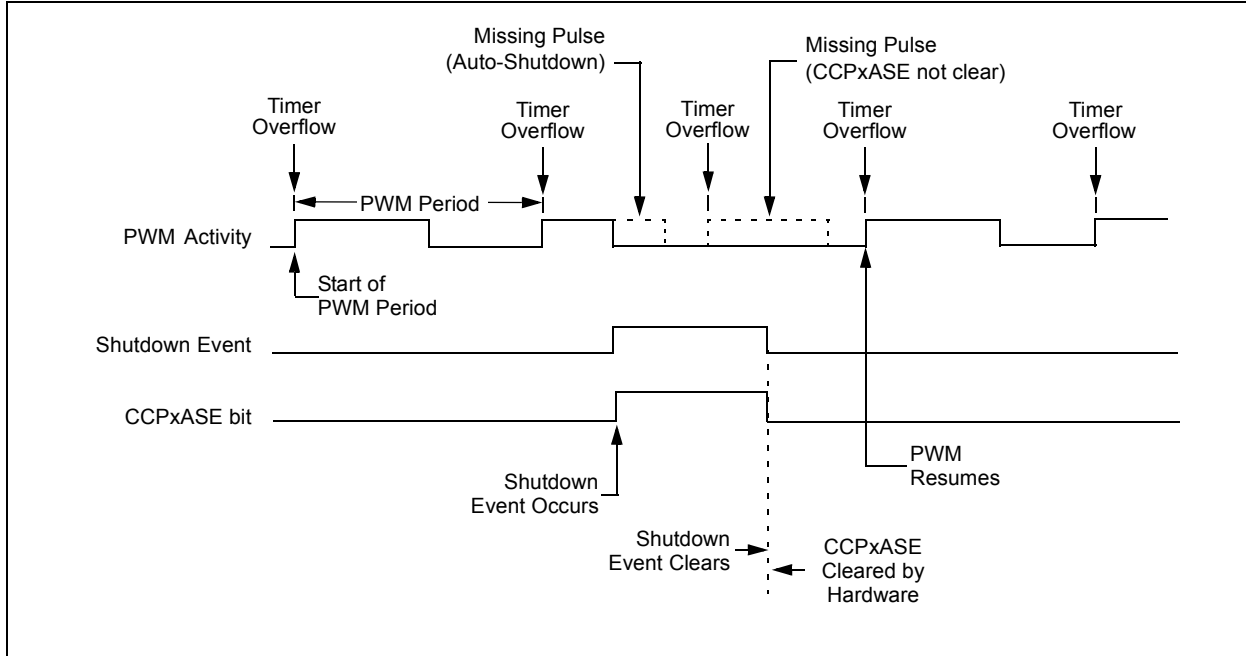 Missing Pulse
(Auto-Shutdown)
Missing Pulse
(CCPxASE not clear)
Timer
Overflow
Timer
Overflow
Timer
Overflow
Timer
Overflow
Timer
Overflow
PWM Period
PWM Activity
Start of
PWM Period
Shutdown Event
CCPxASE bit
Shutdown
Event Occurs
PWM
Resumes
Shutdown
Event Clears
CCPxASE
Cleared by
Hardware